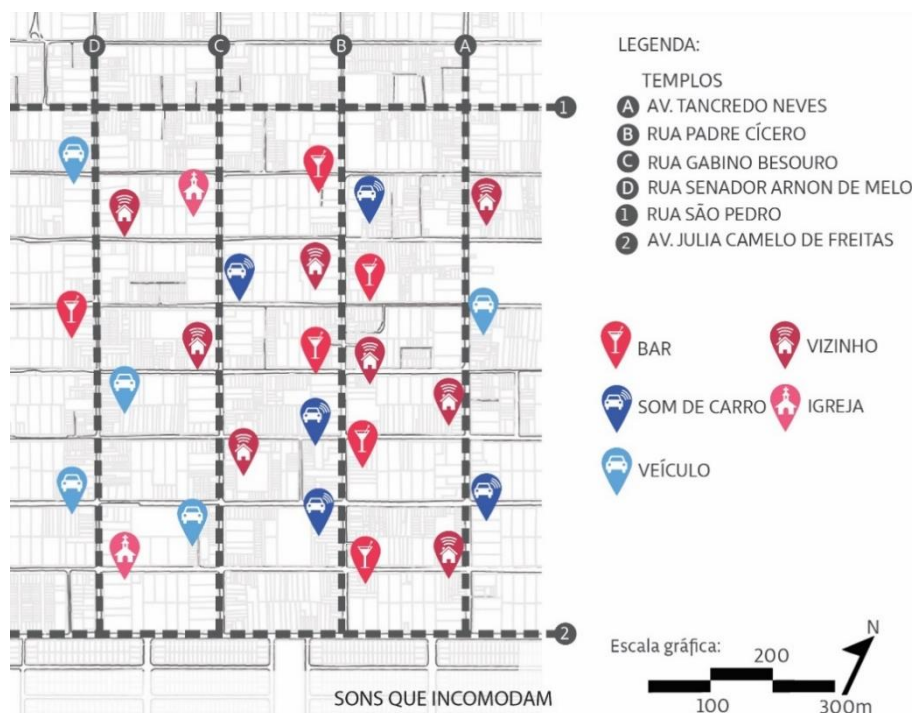 D C B A
1
2
SONS QUE INCOMODAM
LEGENDA:
TEMPLOS
A AV. TANCREDO NEVES
B RUA PADRE CÍCERO
C RUA GABINO BESOURO
D RUA SENADOR ARNON DE MELO
1 RUA SÃO PEDRO
2 AV. JULIA CAMELO DE FREITAS
BAR
VIZINHO
SOM DE CARRO
IGREJA
VEÍCULO
Escala gráfica:
200
N
100
300m